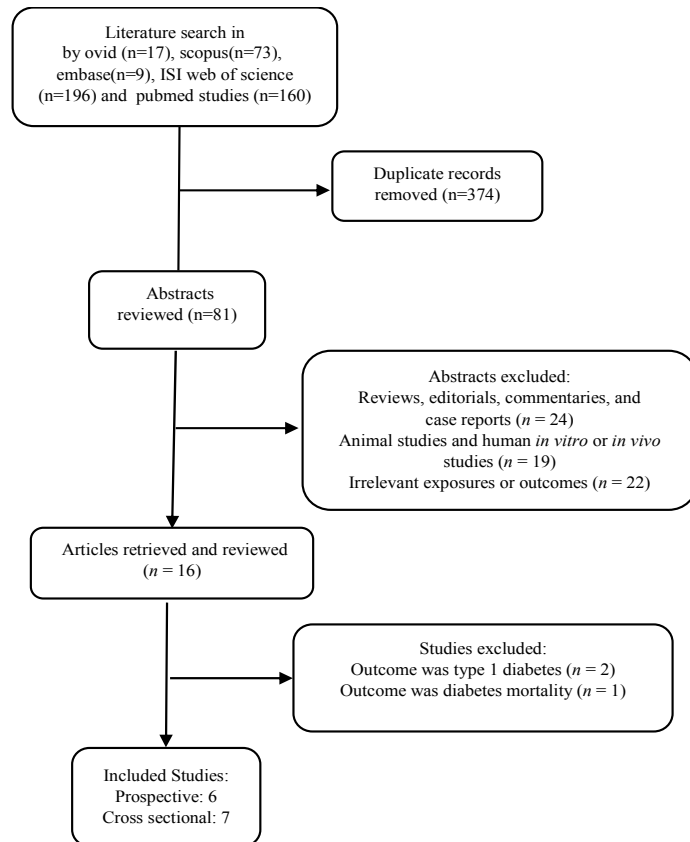 Literature search in
by ovid (n=17), scopus(n=73),
embase(n=9), ISI web of science
(n=196) and pubmed studies (n=160)
Duplicate records
removed (n=374)
Abstracts
reviewed (n=81)
Abstracts excluded:
Reviews, editorials, commentaries, and
case reports (n = 24)
Animal studies and human in vitro or in vivo
studies (n = 19)
Irrelevant exposures or outcomes (n = 22)
Articles retrieved and reviewed
(n = 16)
Studies excluded:
Outcome was type 1 diabetes (n = 2)
Outcome was diabetes mortality (n = 1)
Included Studies:
Prospective: 6
Cross sectional: 7